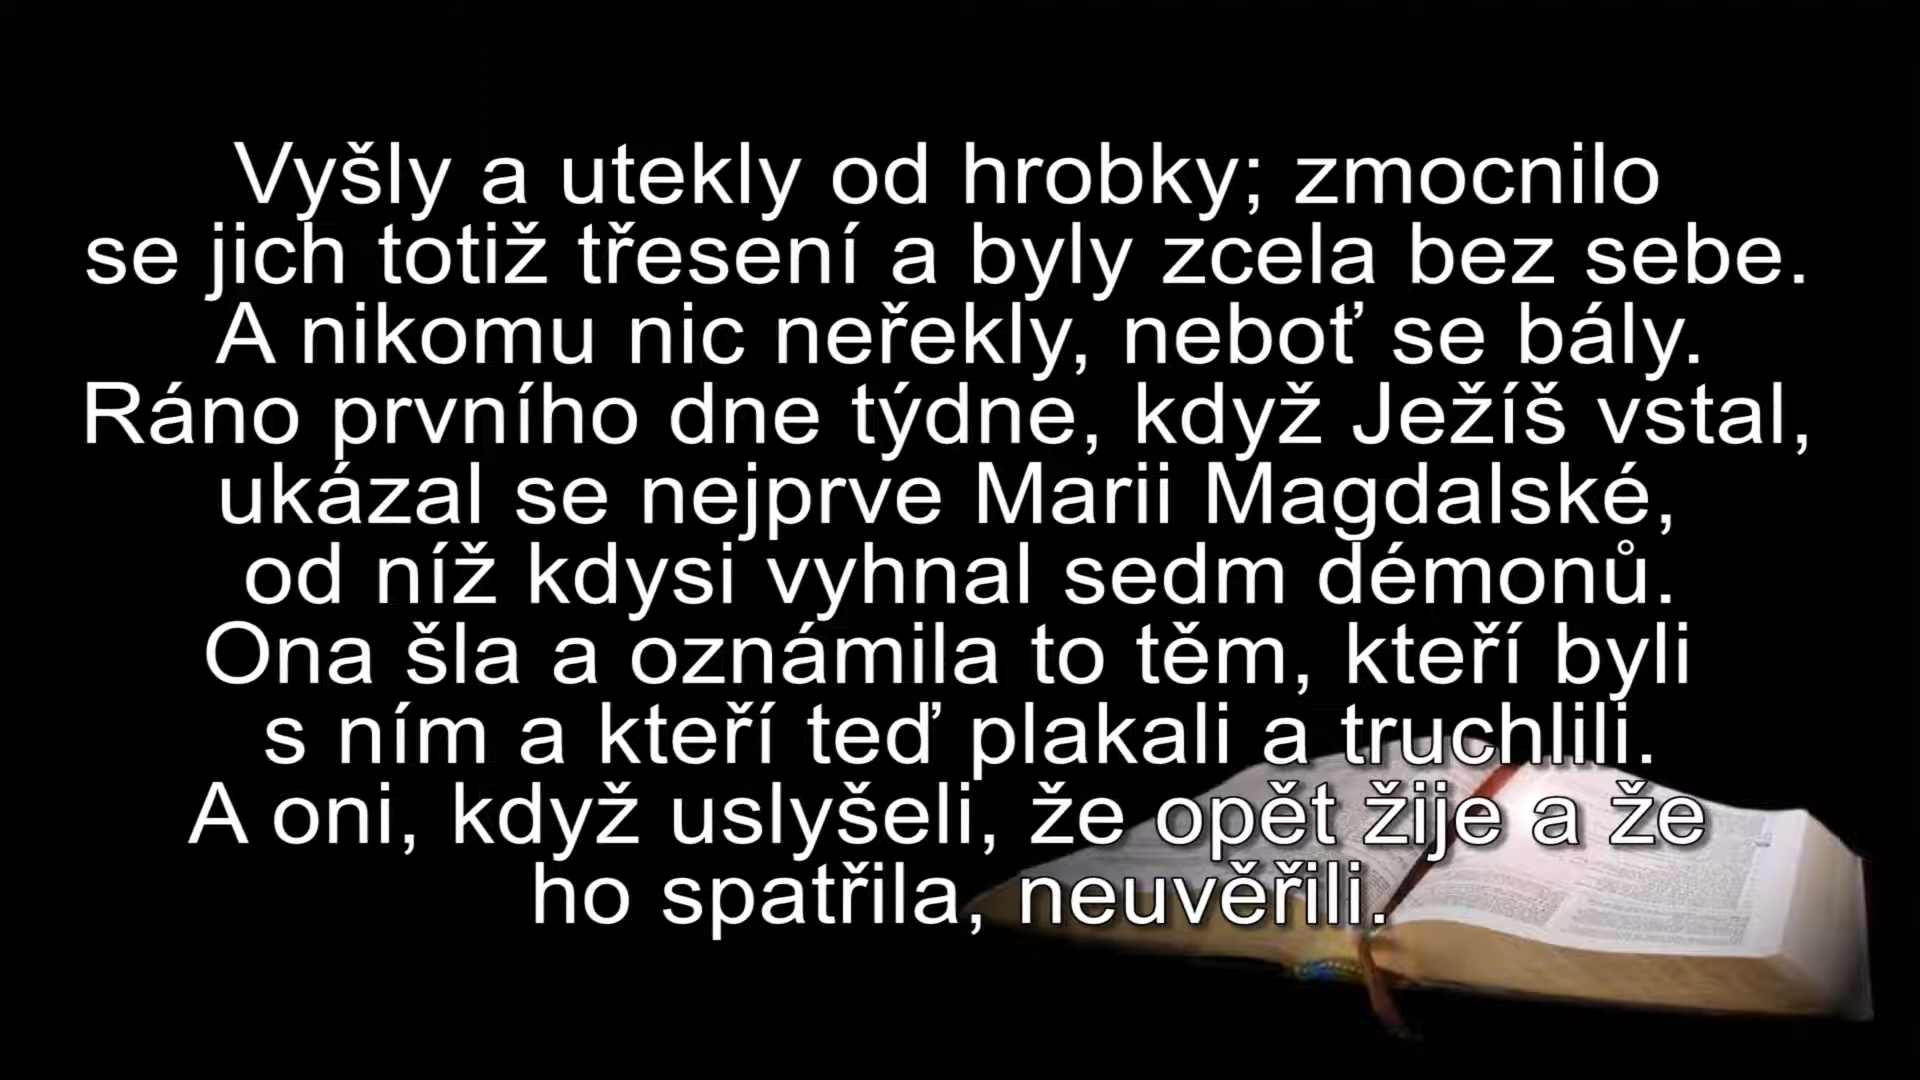 Vyšly a utekly od hrobky; zmocnilo
se jich totiž třesení a byly zcela bez sebe.
A nikomu nic neřekly, neboť se bály.
Ráno prvního dne týdne, když Ježíš vstal,
ukázal se nejprve Marii Magdalské,
od níž kdysi vyhnal sedm démonů.
Ona šla a oznámila to těm, kteří byli
s ním a kteří teď plakali a truchlili.
A oni, když uslyšeli, že opět žije a že
ho spatřila, neuvěřili.